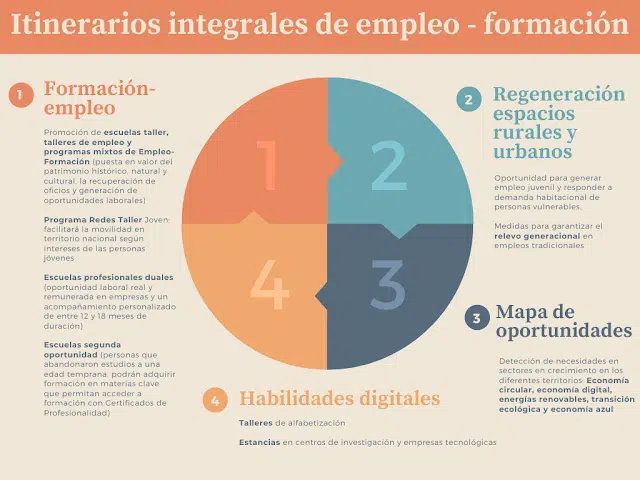 Itinerarios integrales de empleo - formación
1
Formación-
empleo
Promoción de escuelas taller,
talleres de empleo y
programas mixtos de Empleo-
Formación (puesta en valor del
patrimonio histórico, natural y
cultural, la recuperación de
oficios y generación de
oportunidades laborales)
Programa Redes Taller Joven:
facilitará la movilidad en
territorio nacional según
intereses de las personas
jóvenes
Escuelas profesionales duales
(oportunidad laboral real y
remunerada en empresas y un
acompañamiento personalizado
de entre 12 y 18 meses de
duración)
Escuelas segunda
oportunidad (personas que
abandonaron estudios a una
edad temprana, podrán adquirir
formación en materias clave
que permitan acceder a
formación con Certificados de
Profesionalidad)
1
2
4
3
2
Regeneración
espacios
rurales y
urbanos
Oportunidad para generar
empleo juvenil y responder a
demanda habitacional de
personas vulnerables.
Medidas para garantizar el
relevo generacional en
empleos tradicionales
3
Mapa de
oportunidades
Detección de necesidades en
sectores en crecimiento en los
diferentes territorios: Economía
circular, economía digital,
energías renovables, transición
ecológica y economía azul
4
Habilidades digitales
Talleres de alfabetización
Estancias en centros de investigación y empresas tecnológicas